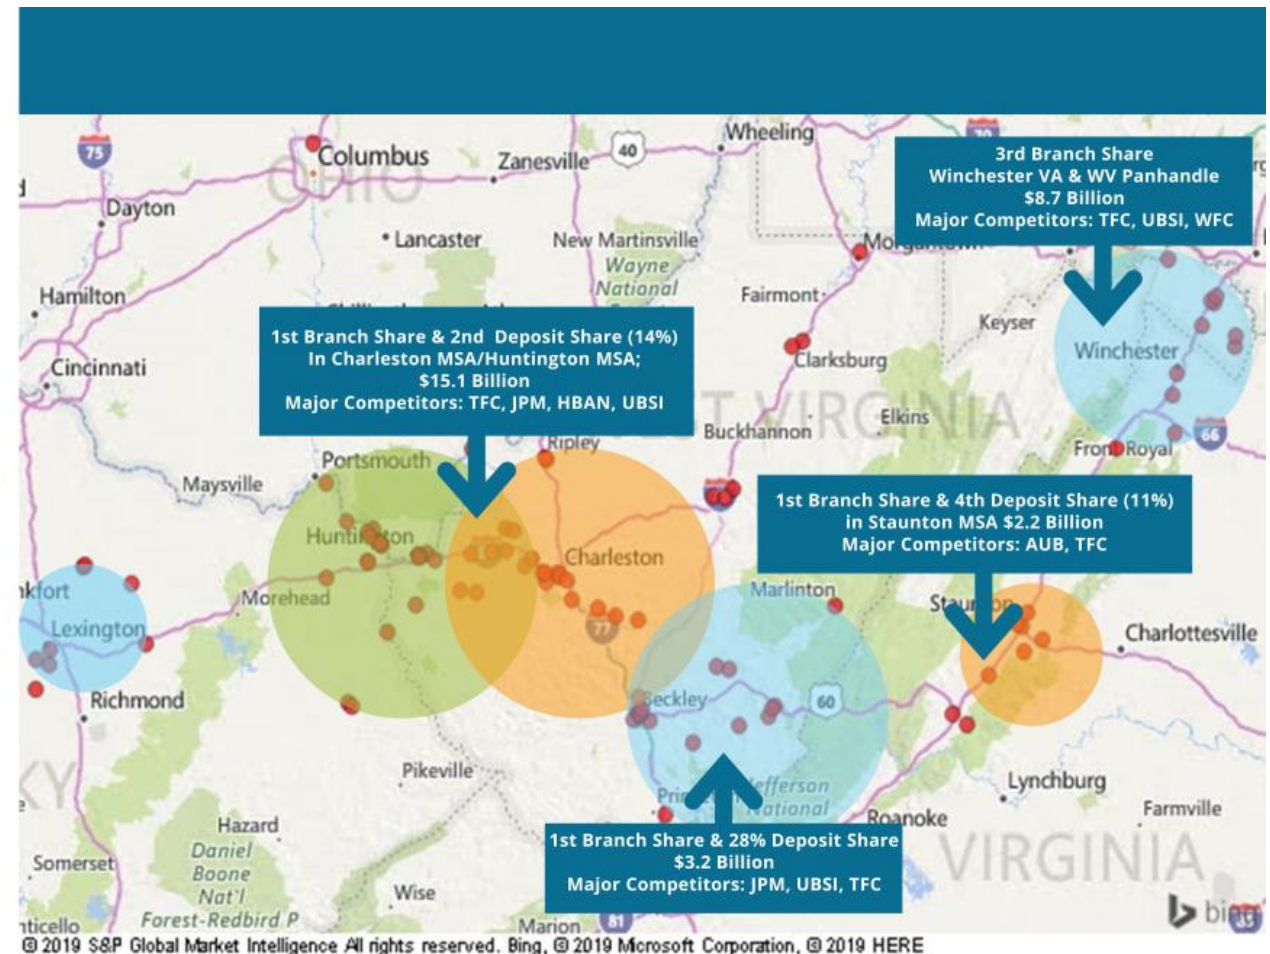 Wheeling
75
Columbus
Zanesville
40
70
OHIO
Dayton
3rd Branch Share
Winchester VA & WV Panhandle
$8.7 Billion
Major Competitors: TFC, UBSI, WFC
Lancaster
New Martinsville
Wayne
National
Hamilton
Fairmont
Keyser
1st Branch Share & 2nd Deposit Share (14%)
In Charleston MSA/Huntington MSA;
$15.1 Billion
Major Competitors: TFC, JPM, HBAN, UBSI
Cincinnati
Clarksburg
Winchester
VIRGINIA
Elkins
Buckhannon
66
Ripley
Front Royal
Portsmouth
Maysville
1st Branch Share & 4th Deposit Share (11%)
in Staunton MSA $2.2 Billion
Major Competitors: AUB, TFC
Huntington
Charleston
Marlinton
Morehead
Lexington
77
Charlottesville
Richmond
Beckley
60
Pikeville
Jefferson
National
Lynchburg
Farmville
Roanoke
Hazard
1st Branch Share & 28% Deposit Share
$3.2 Billion
Major Competitors: JPM, UBSI, TFC
VIRGINIA
Daniel
Boone
Nat'l
Forest-Redbird P
Somerset
Wise
Marion
81
bing
© 2019 S&P Global Market Intelligence All rights reserved. Bing, © 2019 Microsoft Corporation, © 2019 HERE